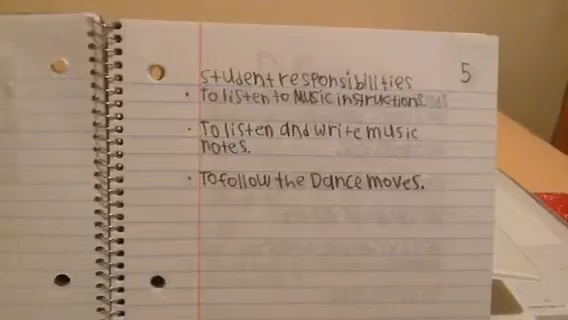 5
student responsibilities
• To listen to Music instructions.
• To listen and write music
notes.
• To follow the Dance moves.